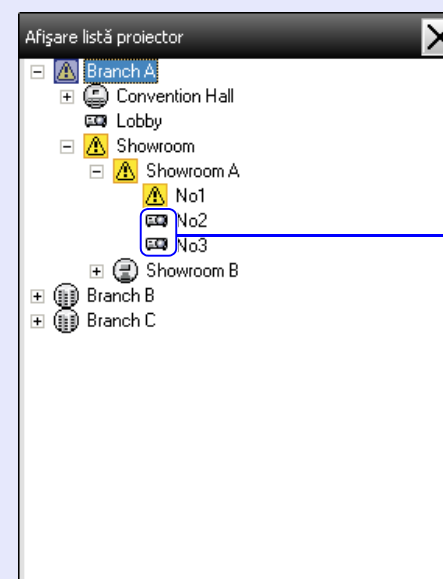 Afişare listă proiector
Branch A
Convention Hall
Lobby
Showroom
Showroom A
No1
No2
No3
Showroom B
Branch B
Branch C